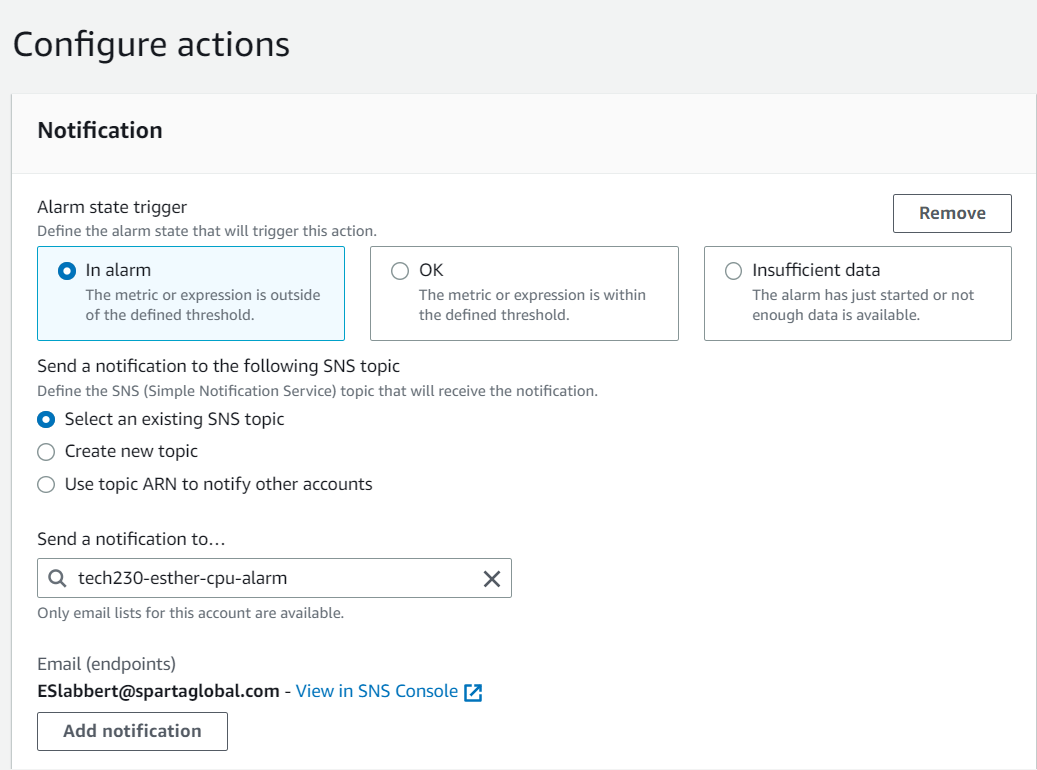 Configure actions
Notification
Alarm state trigger
Define the alarm state that will trigger this action.
Remove
In alarm
The metric or expression is outside
of the defined threshold.
OK
The metric or expression is within
the defined threshold.
Insufficient data
The alarm has just started or not
enough data is available.
Send a notification to the following SNS topic
Define the SNS (Simple Notification Service) topic that will receive the notification.
Select an existing SNS topic
Create new topic
Use topic ARN to notify other accounts
Send a notification to…
tech230-esther-cpu-alarm
Only email lists for this account are available.
Email (endpoints)
ESlabbert@spartaglobal.com - View in SNS Console
Add notification